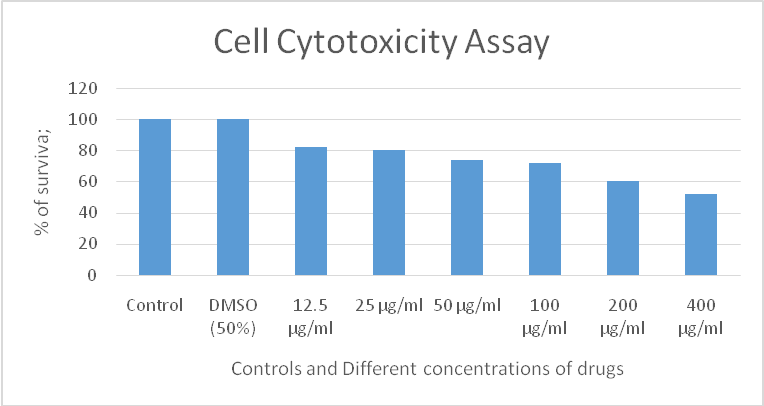 Cell Cytotoxicity Assay
120
100
80
60
40
20
0
% of surviva;
Control
DMSO
(50%)
12.5
µg/ml
25 µg/ml
50 µg/ml
100
µg/ml
200
µg/ml
400
µg/ml
Controls and Different concentrations of drugs